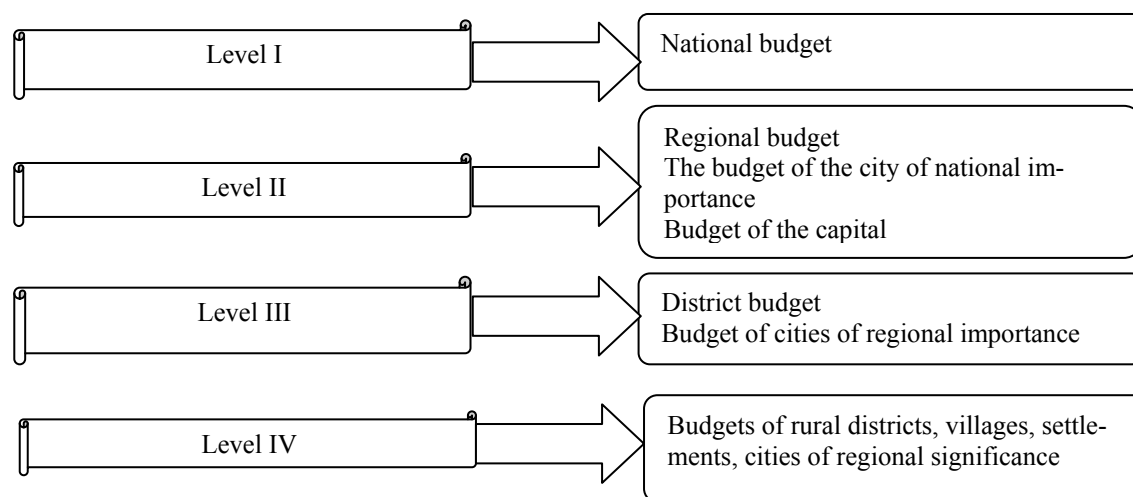 Level I
National budget
Level II
Regional budget
The budget of the city of national im-
portance
Budget of the capital
Level III
District budget
Budget of cities of regional importance
Level IV
Budgets of rural districts, villages, settle-
ments, cities of regional significance